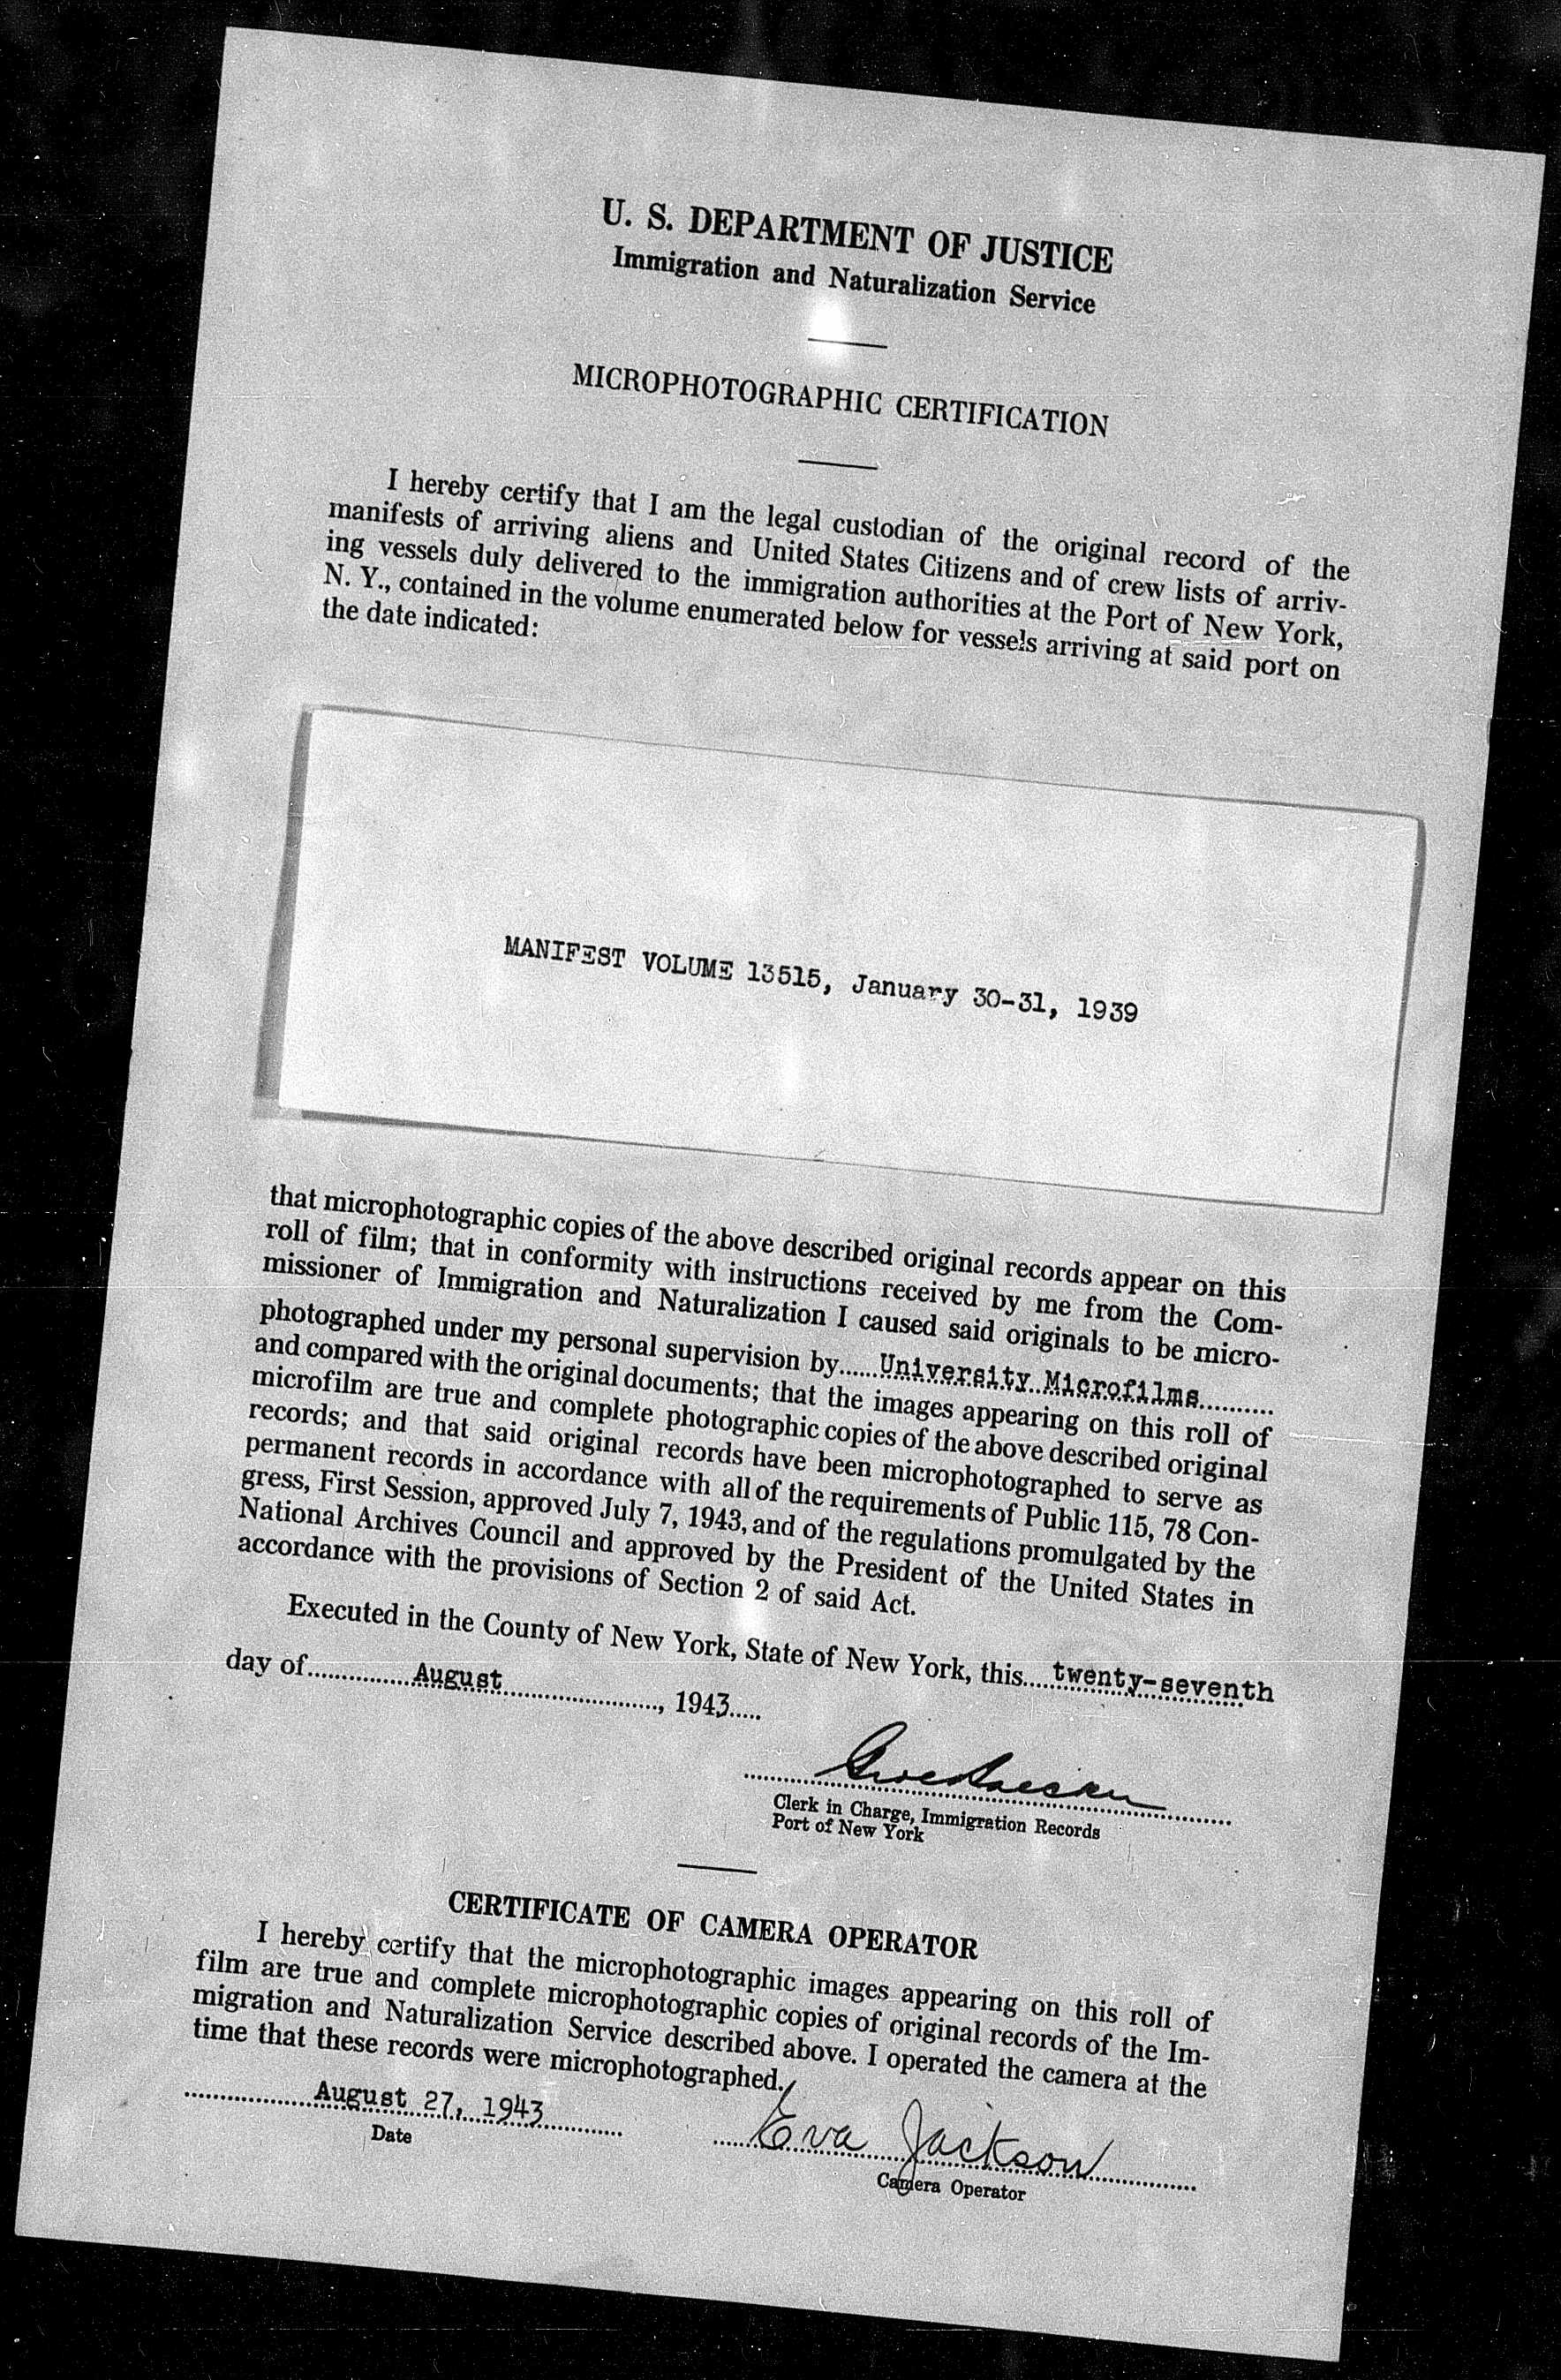 U. S. DEPARTMENT OF JUSTICE
Immigration and Naturalization Service
MICROPHOTOGRAPHIC CERTIFICATION
I hereby certify that I am the legal custodian of the original record of the
manifests of arriving aliens and United States Citizens and of crew lists of arriv-
ing vessels duly delivered to the immigration authorities at the Port of New York,
N. Y., contained in the volume enumerated below for vessels arriving at said port on
the date indicated:
MANIFEST VOLUME 13515, January 30-31, 1939
that microphotographic copies of the above described original records appear on this
roll of film; that in conformity with instructions received by me from the Com-
missioner of Immigration and Naturalization I caused said originals to be micro-
photographed under my personal supervision by......University Microfilms..........
and compared with the original documents; that the images appearing on this roll of
microfilm are true and complete photographic copies of the above described original
records; and that said original records have been microphotographed to serve as
permanent records in accordance with all of the requirements of Public 115, 78 Con-
gress, First Session, approved July 7, 1943, and of the regulations promulgated by the
National Archives Council and approved by the President of the United States in
accordance with the provisions of Section 2 of said Act.
Executed in the County of New York, State of New York, this.....twenty-seventh
day of................August........................, 1943.....
Clerk in Charge, Immigration Records
Port of New York
CERTIFICATE OF CAMERA OPERATOR
I hereby certify that the microphotographic images appearing on this roll of
film are true and complete microphotographic copies of original records of the Im-
migration and Naturalization Service described above. I operated the camera at the
time that these records were microphotographed.
August 27, 1943
Date
Eva Jackson
Camera Operator